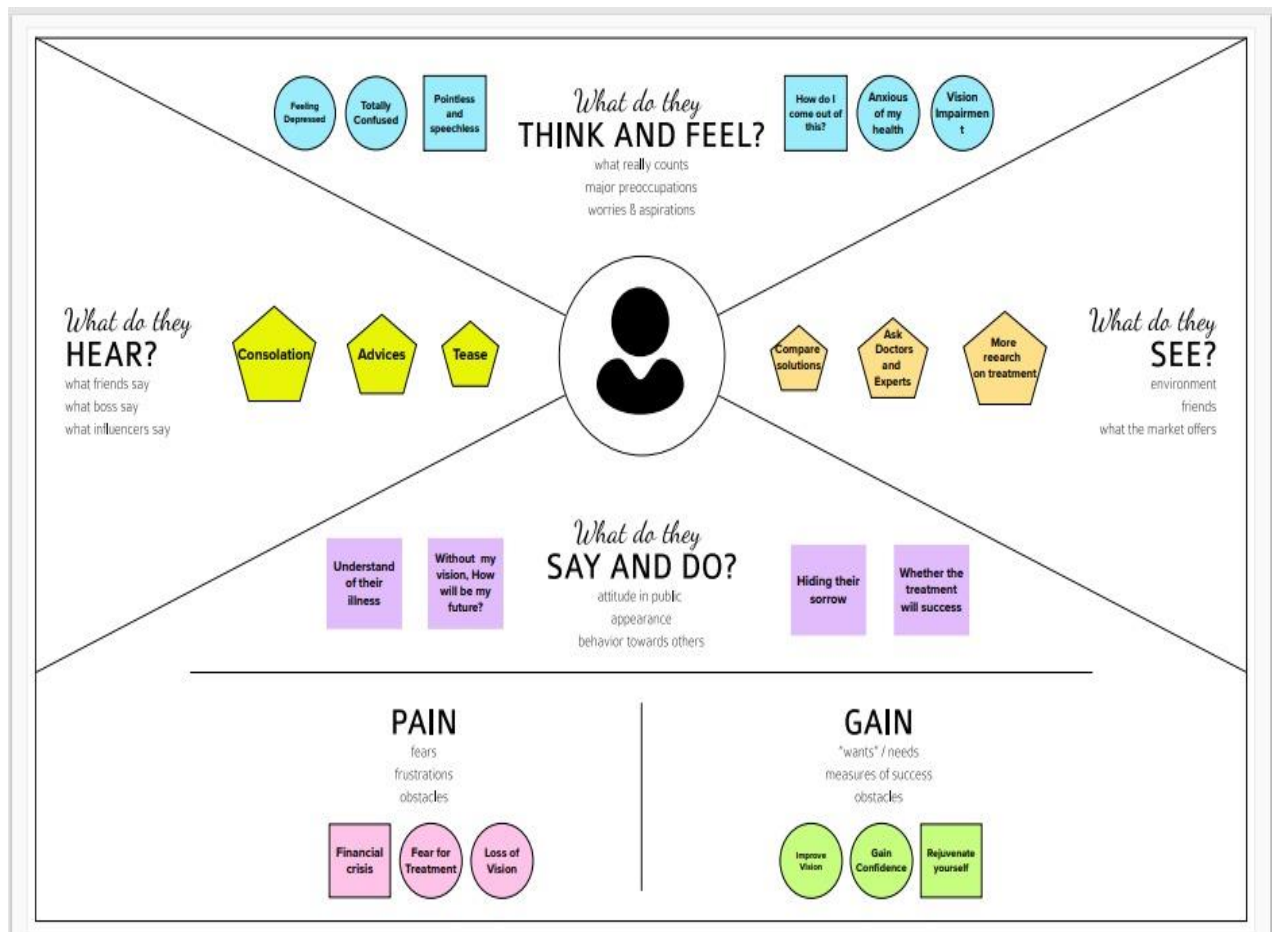 Feeling
Depressed
Totally
Confused
Pointless
and
speechless
What do they
THINK AND FEEL?
what really counts
major preoccupations
worries & aspirations
How do I
come out of
this?
Anxious
of my
health
Vision
Impairmen
t
What do they
HEAR?
what friends say
what boss say
what influencers say
Consolation
Advices
Tease
Compare
solutions
Ask
Doctors
and
Experts
More
reearch
on treatment
What do they
SEE?
environment
friends
what the market offers
Understand
of their
illness
Without my
vision, How
will be my
future?
What do they
SAY AND DO?
attitude in public
appearance
behavior towards others
Hiding their
sorrow
Whether the
treatment
will success
PAIN
fears
frustrations
obstacles
Financial
crisis
Fear for
Treatment
Loss of
Vision
GAIN
"wants" / needs
measures of success
obstacles
Improve
Vision
Gain
Confidence
Rejuvenate
yourself